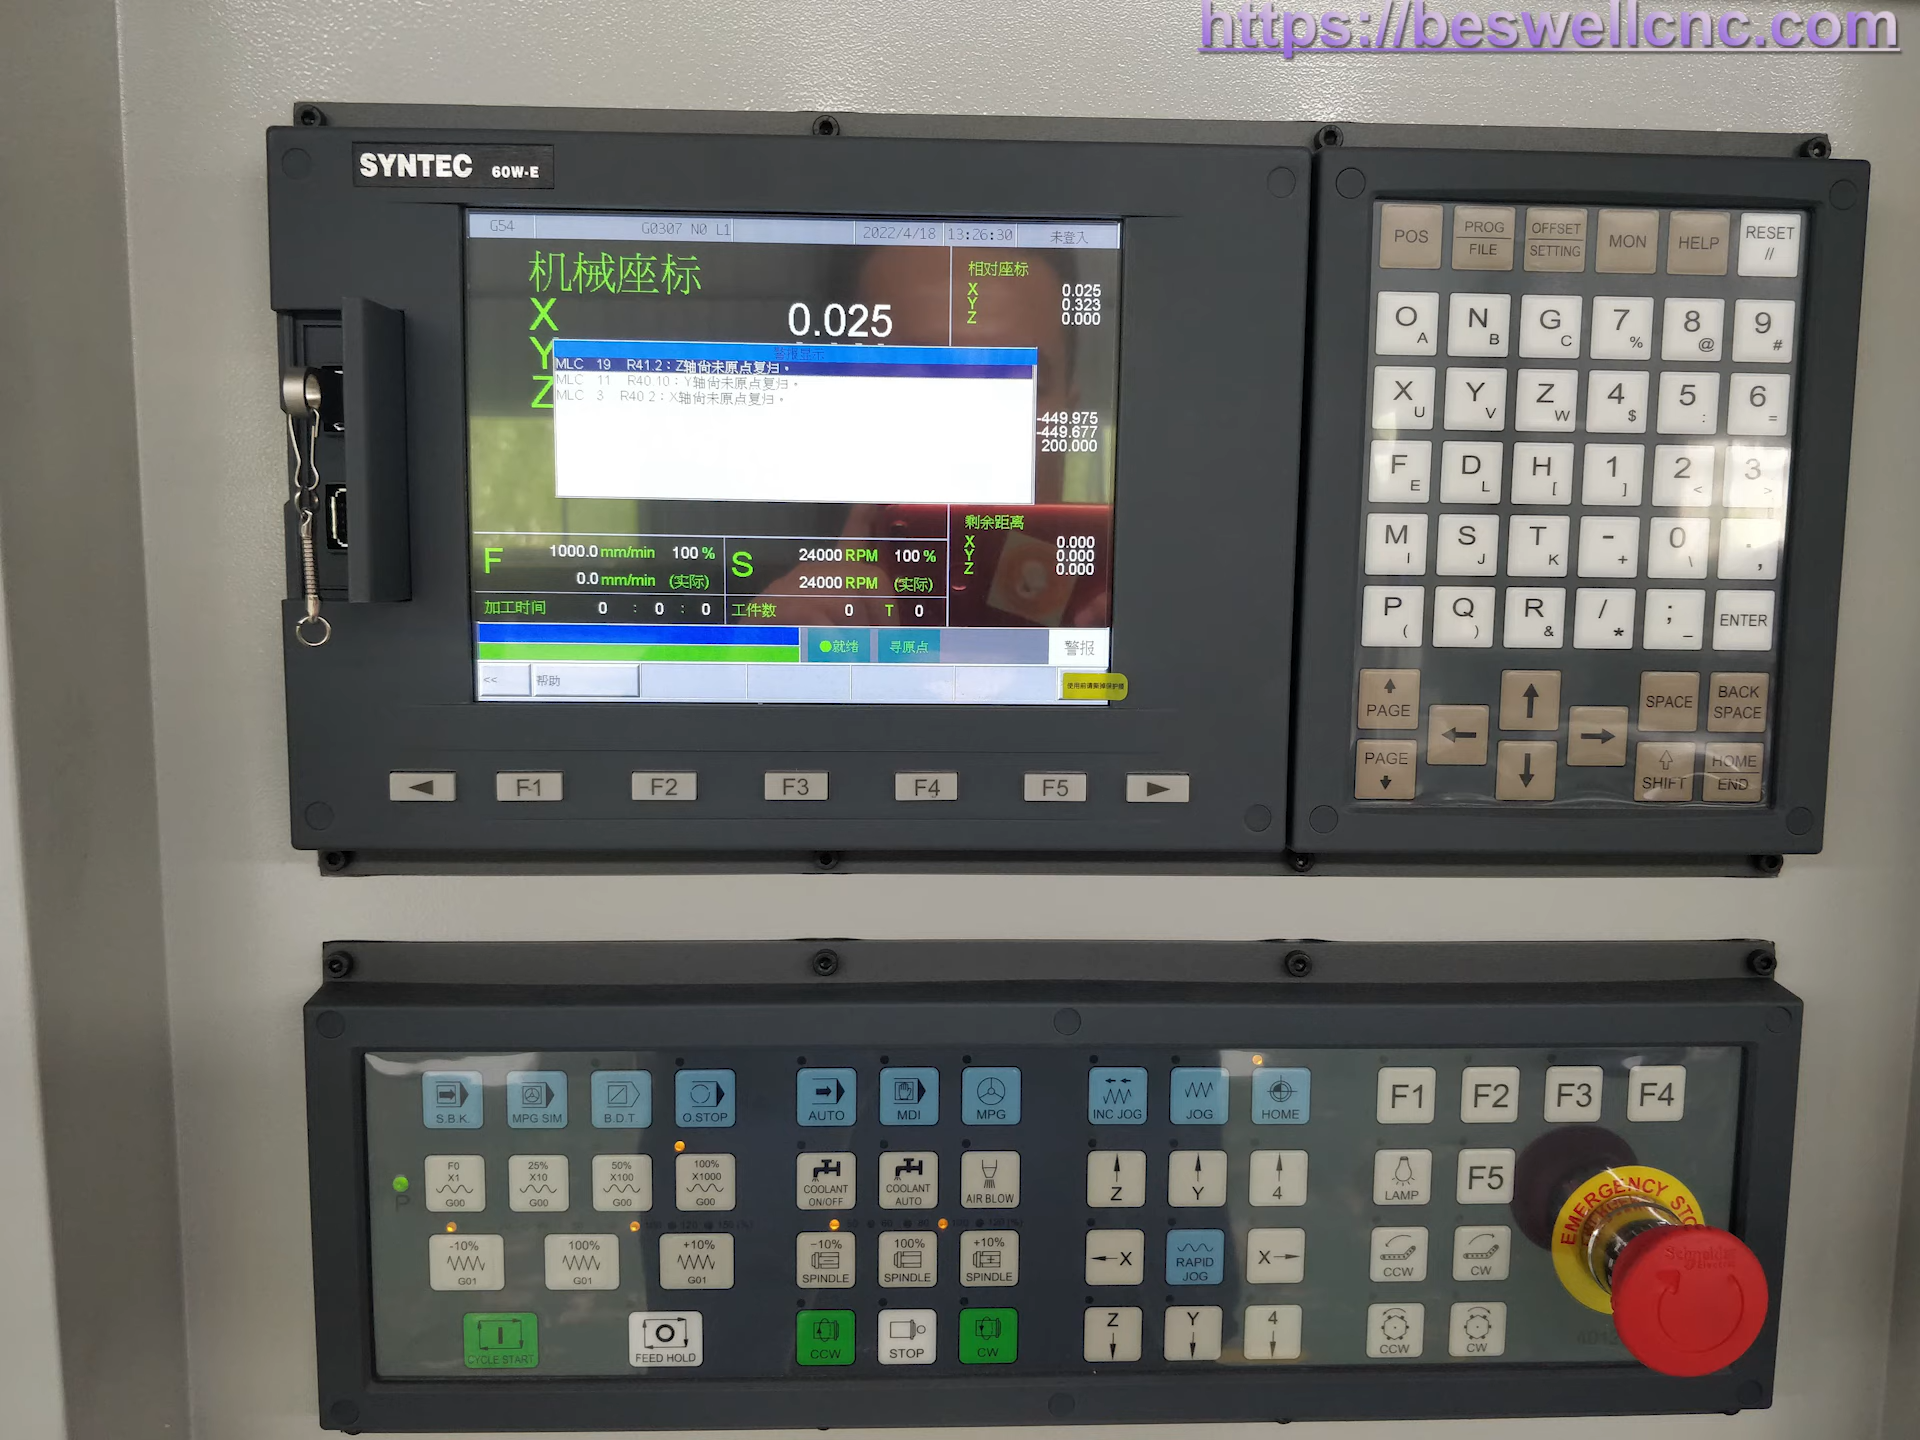 https://beswellcnc.com
SYNTEC 60W-E
G54 G0307 N0 L1 2022/4/18 13:26:30 未登入
机械座标
X 0.025
Y
Z
相对座标
X 0.025
Y 0.323
Z 0.000
警报显示
MLC 19 R41.2：Z轴尚未原点复归。
MLC 11 R40.10：Y轴尚未原点复归。
MLC 3 R40.2：X轴尚未原点复归。
-449.975
-449.677
200.000
剩余距离
X 0.000
Y 0.000
Z 0.000
F 1000.0 mm/min 100 %
0.0 mm/min (实际)
S 24000 RPM 100 %
24000 RPM (实际)
加工时间 0 : 0 : 0 工件数 0 T 0
就绪 寻原点 警报
<< 帮助
F1 F2 F3 F4 F5
POS PROG FILE OFFSET SETTING MON HELP RESET //
O A N B G C 7 % 8 @ 9 #
X U Y V Z W 4 $ 5 : 6 =
F E D L H [ 1 ] 2 < 3 >
M I S J T K - + 0 \ . ,
P ( Q ) R & / * ; _ ENTER
PAGE SPACE BACK SPACE
PAGE SHIFT HOME END
S.B.K. MPG SIM B.D.T O.STOP AUTO MDI MPG INC JOG JOG HOME F1 F2 F3 F4
P
F0 X1 G00
25% X10 G00
50% X100 G00
100% X1000 G00
COOLANT ON/OFF
COOLANT AUTO
AIR BLOW
Z Y 4
LAMP F5
-10% G01
100% G01
+10% G01
-10% SPINDLE
100% SPINDLE
+10% SPINDLE
X RAPID JOG X
CCW CW
CYCLE START FEED HOLD CCW STOP CW Z Y 4 CCW CW
EMERGENCY STOP
Schneider Electric